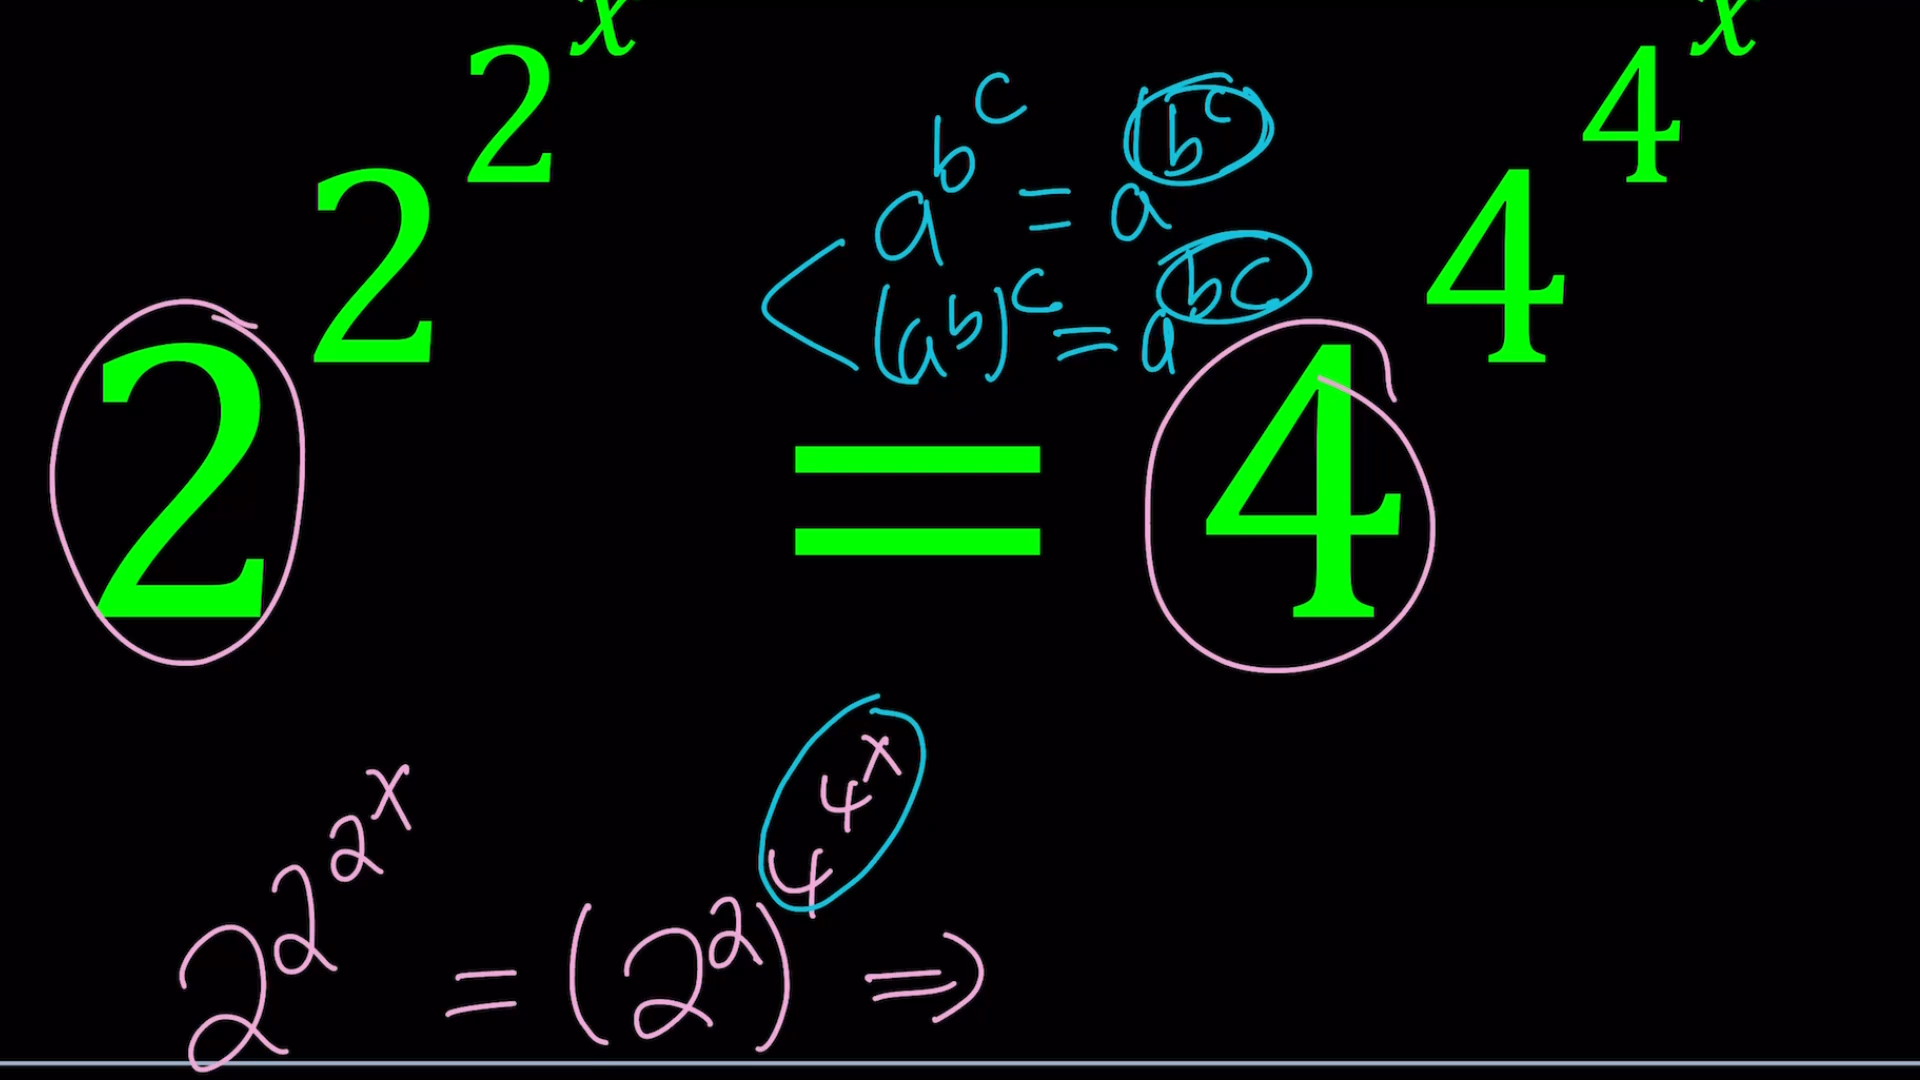 2^{2^{2^{x}}} = 4^{4^{4^{x}}}
a^{b^{c}} = a^{b^{c}}
(a^{b})^{c} = a^{bc}
2^{2^{2^{x}}} = (2^{2})^{4^{4^{x}}} ⇒